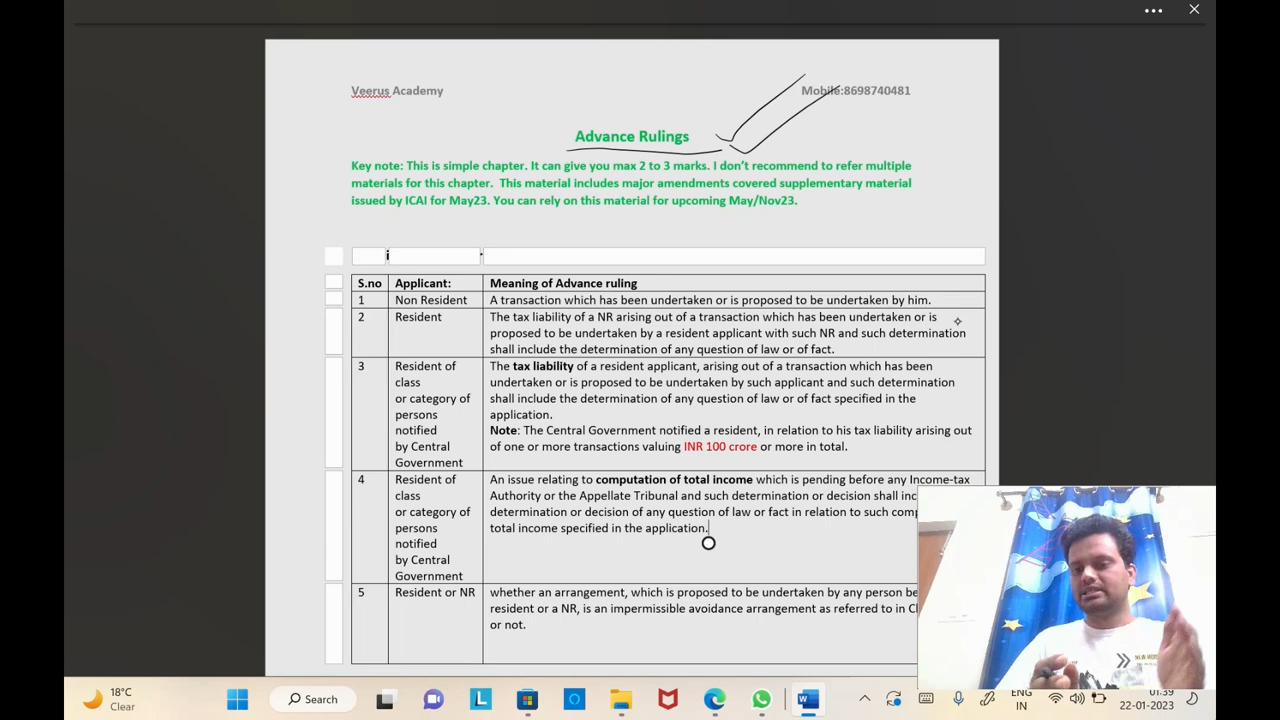 Veerus Academy
Mobile:8698740481
Advance Rulings
Key note: This is simple chapter. It can give you max 2 to 3 marks. I don't recommend to refer multiple
materials for this chapter.  This material includes major amendments covered supplementary material
issued by ICAI for May23. You can rely on this material for upcoming May/Nov23.
S.no Applicant: Meaning of Advance ruling
1 Non Resident A transaction which has been undertaken or is proposed to be undertaken by him.
2 Resident The tax liability of a NR arising out of a transaction which has been undertaken or is
proposed to be undertaken by a resident applicant with such NR and such determination
shall include the determination of any question of law or of fact.
3 Resident of The tax liability of a resident applicant, arising out of a transaction which has been
class undertaken or is proposed to be undertaken by such applicant and such determination
or category of shall include the determination of any question of law or of fact specified in the
persons application.
notified Note: The Central Government notified a resident, in relation to his tax liability arising out
by Central of one or more transactions valuing INR 100 crore or more in total.
Government
4 Resident of An issue relating to computation of total income which is pending before any Income-tax
class Authority or the Appellate Tribunal and such determination or decision shall
or category of determination or decision of any question of law or fact in relation to such
persons total income specified in the application.
notified
by Central
Government
5 Resident or NR whether an arrangement, which is proposed to be undertaken by any person
resident or a NR, is an impermissible avoidance arrangement as referred to in
or not.
18°C
Clear
Search
ENG
IN
01:39
22-01-2023